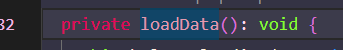 32 private loadData(): void {